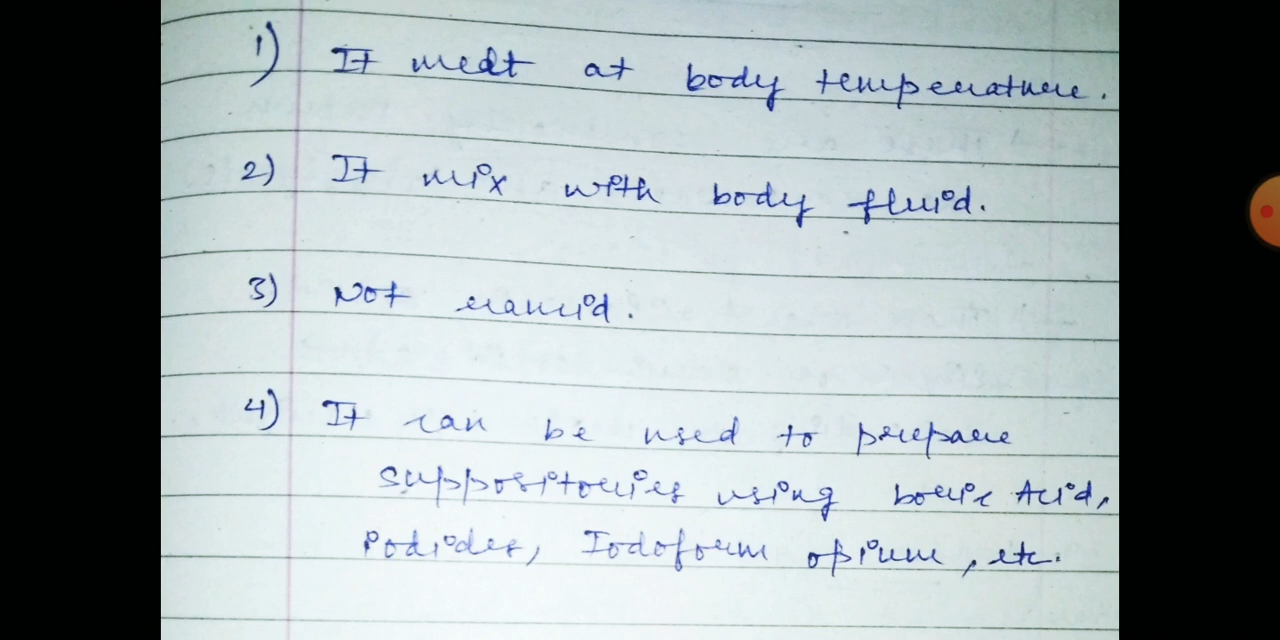 1) It melt at body temperature.
2) It mix with body fluid.
3) Not rancid.
4) It can be used to prepare
suppositories using boric Acid,
Iodides, Iodoform opium, etc.